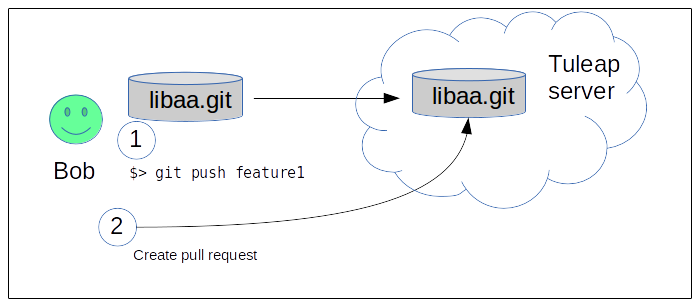 Tuleap
server
libaa.git
libaa.git
1
Bob
$> git push feature1
2
Create pull request